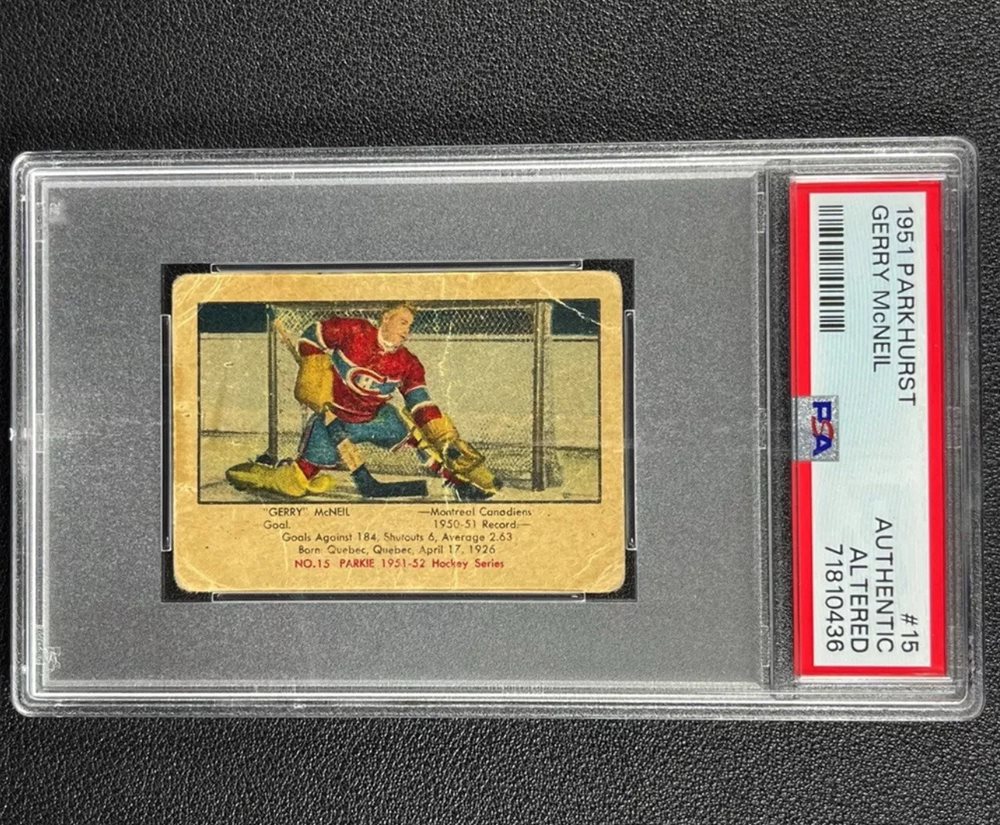 "GERRY" McNEIL —Montreal Canadiens
Goal. 1950-51 Record:—
Goals Against 184, Shutouts 6, Average 2.63
Born: Quebec, Quebec, April 17, 1926
NO.15 PARKIE 1951-52 Hockey Series
1951 PARKHURST #15
GERRY McNEIL AUTHENTIC
ALTERED
PSA 71810436